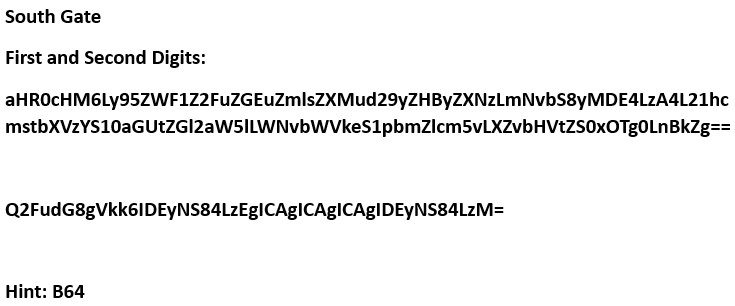 South Gate
First and Second Digits:
aHR0cHM6Ly95ZWF1Z2FuZGEuZmlsZXMud29yZHByZXNzLmNvbS8yMDE4LzA4L21hc
mstbXVzYS10aGUtZGl2aW5lLWNvbWVkeS1pbmZlcm5vLXZvbHVtZS0xOTg0LnBkZg==
Q2FudG8gVkk6IDEyNS84LzEgICAgICAgICAgIDEyNS84LzM=
Hint: B64